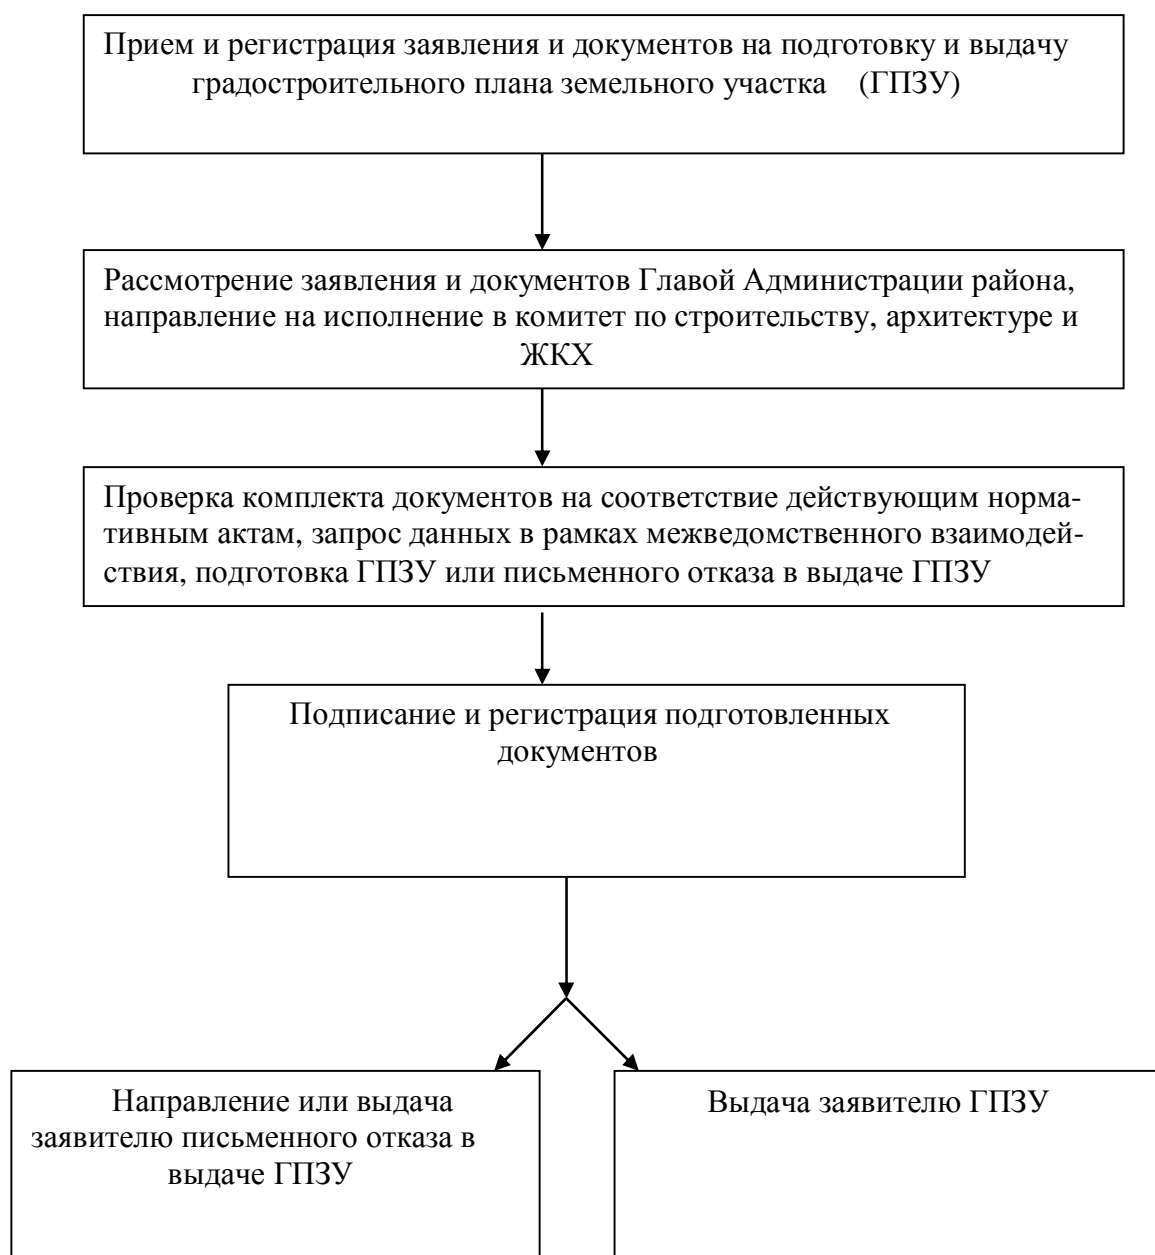 Прием и регистрация заявления и документов на подготовку и выдачу
градостроительного плана земельного участка (ГПЗУ)
Рассмотрение заявления и документов Главой Администрации района,
направление на исполнение в комитет по строительству, архитектуре и
ЖКХ
Проверка комплекта документов на соответствие действующим норма-
тивным актам, запрос данных в рамках межведомственного взаимодей-
ствия, подготовка ГПЗУ или письменного отказа в выдаче ГПЗУ
Подписание и регистрация подготовленных
документов
Направление или выдача
заявителю письменного отказа в
выдаче ГПЗУ
Выдача заявителю ГПЗУ